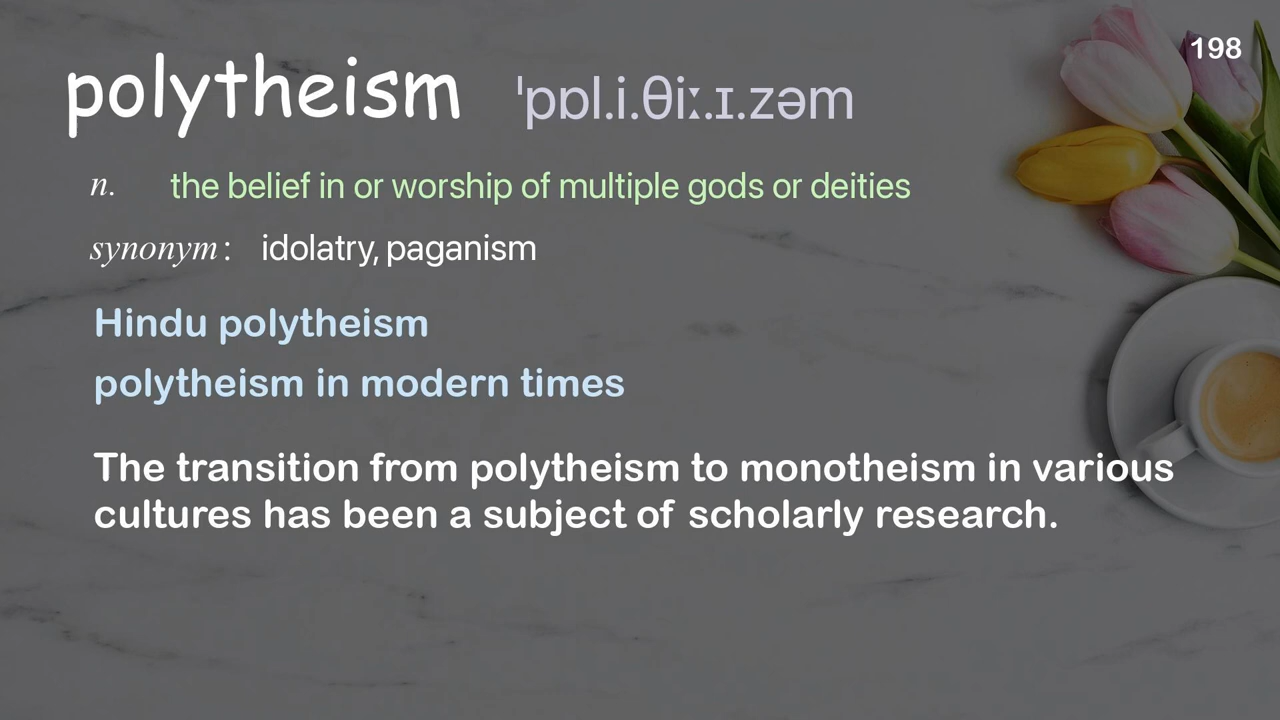 198
polytheism ˈpɒl.i.θiː.ɪ.zəm
n. the belief in or worship of multiple gods or deities
synonym: idolatry, paganism
Hindu polytheism
polytheism in modern times
The transition from polytheism to monotheism in various
cultures has been a subject of scholarly research.